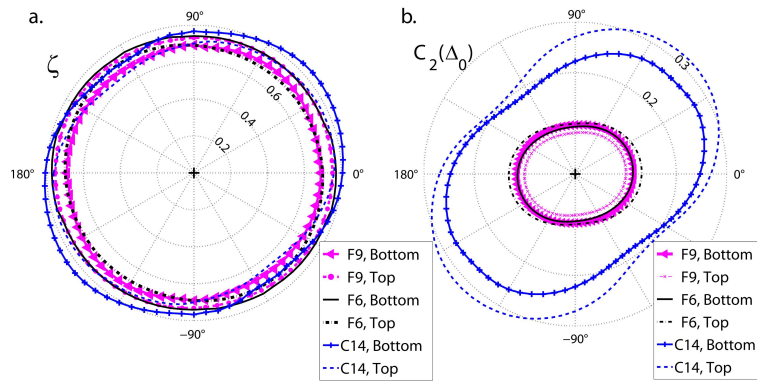 a.
90°
ζ
0.6
0.4
0.2
180°
0°
−90°
F9, Bottom
F9, Top
F6, Bottom
F6, Top
C14, Bottom
C14, Top
b.
90°
C2(Δ0)
0.3
0.2
180°
0°
−90°
F9, Bottom
F9, Top
F6, Bottom
F6, Top
C14, Bottom
C14, Top